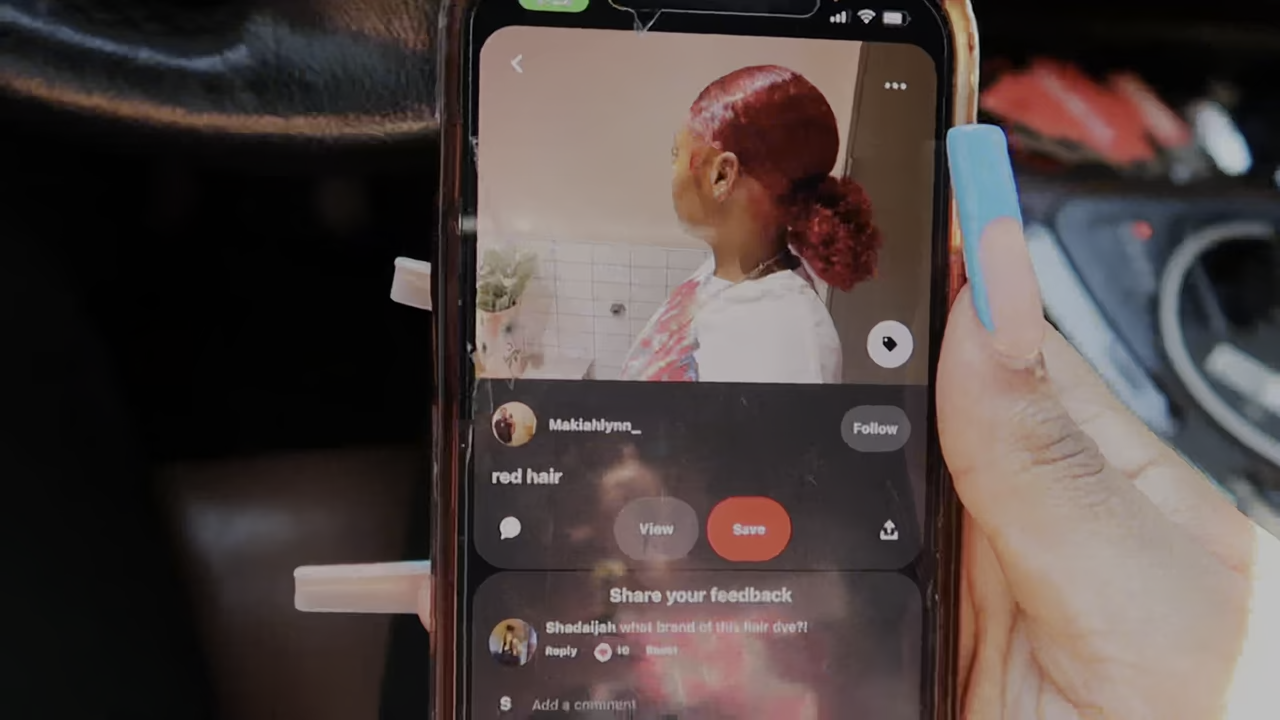 Makiahlynn_
Follow
red hair
View
Save
Share your feedback
Shadaijah what brand of this hair dye?!
Reply 10
Add a comment
S